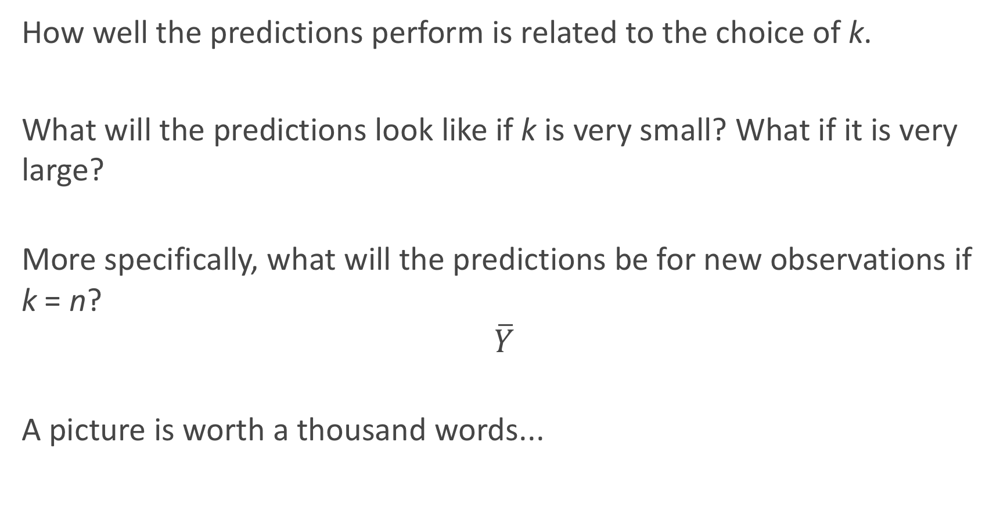 How well the predictions perform is related to the choice of k.
What will the predictions look like if k is very small? What if it is very
large?
More specifically, what will the predictions be for new observations if
k = n?
Ȳ
A picture is worth a thousand words...